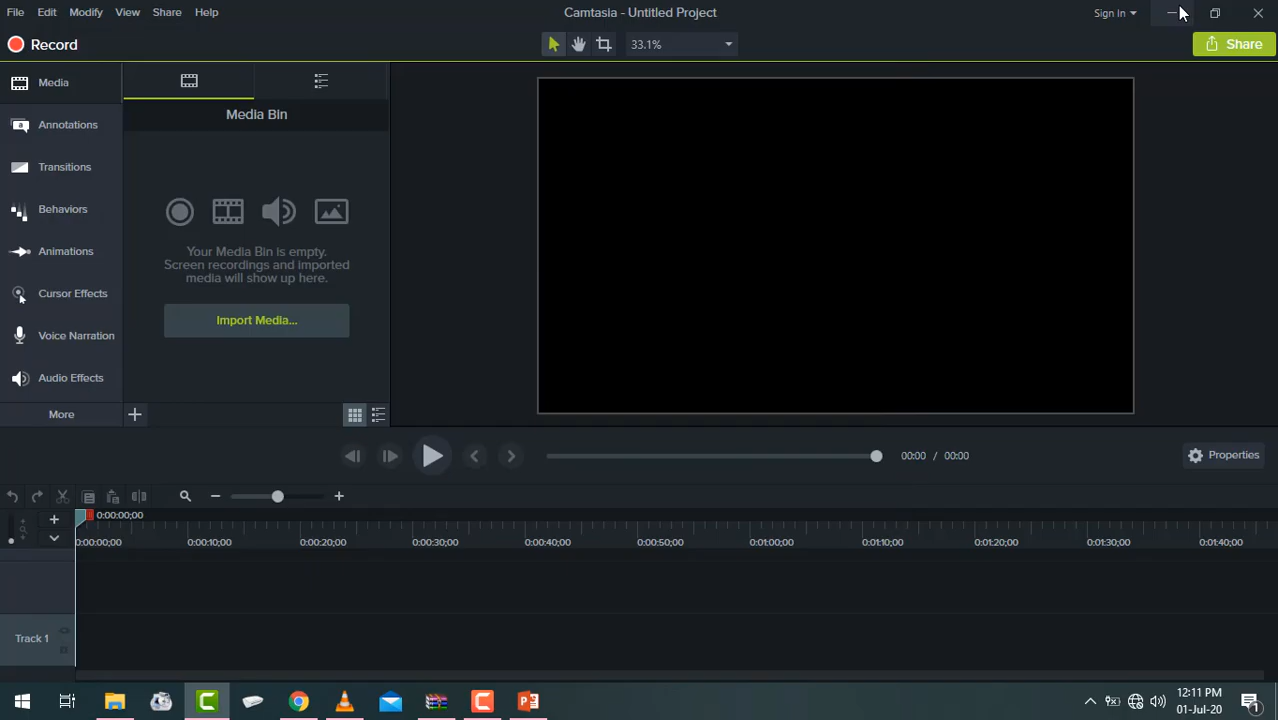 File Edit Modify View Share Help
Camtasia - Untitled Project
Sign In
Record
33.1%
Share
Media
Annotations
Transitions
Behaviors
Animations
Cursor Effects
Voice Narration
Audio Effects
More
Media Bin
Your Media Bin is empty.
Screen recordings and imported
media will show up here.
Import Media...
00:00 / 00:00
Properties
0:00:00;00
0:00:00;00 0:00:10;00 0:00:20;00 0:00:30;00 0:00:40;00 0:00:50;00 0:01:00;00 0:01:10;00 0:01:20;00 0:01:30;00 0:01:40;00
Track 1
12:11 PM
01-Jul-20
1